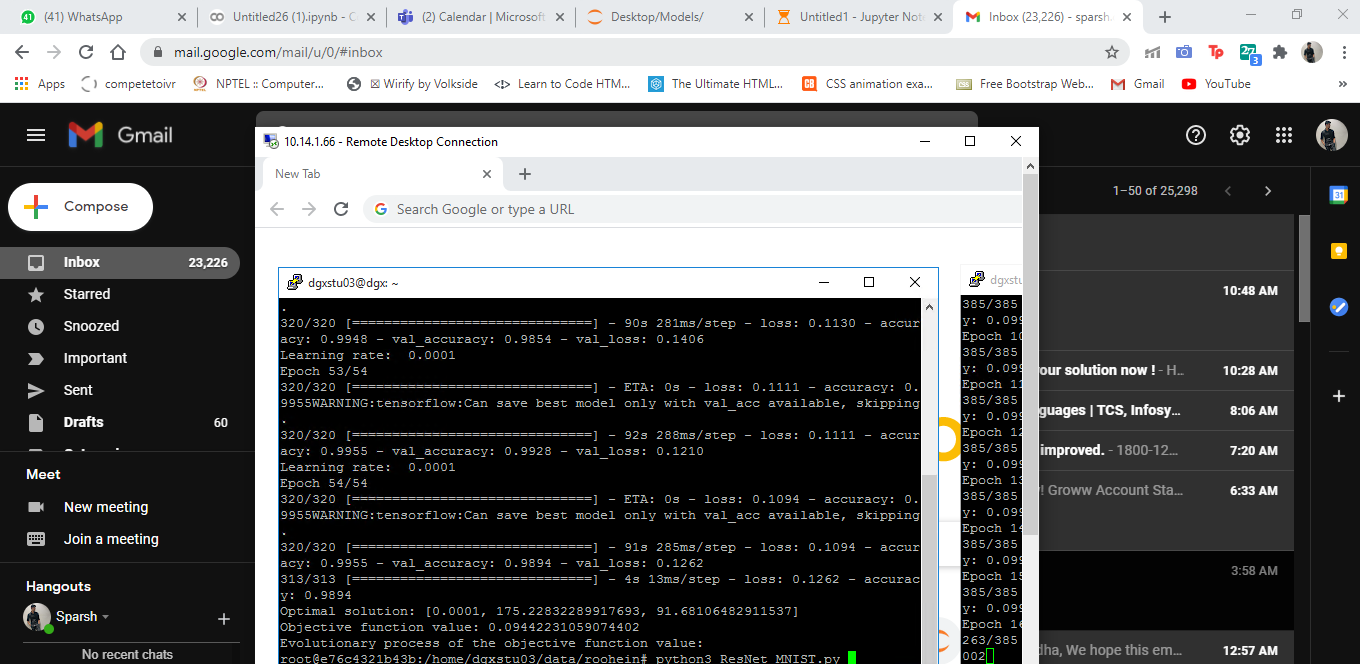 (41) WhatsApp
Untitled26 (1).ipynb - C
(2) Calendar | Microsoft
Desktop/Models/
Untitled1 - Jupyter Note
Inbox (23,226) - sparsh.
mail.google.com/mail/u/0/#inbox
Apps
competetoivr
NPTEL :: Computer...
Wirify by Volkside
Learn to Code HTM...
The Ultimate HTML...
CSS animation exa...
Free Bootstrap Web...
Gmail
YouTube
Gmail
10.14.1.66 - Remote Desktop Connection
New Tab
Search Google or type a URL
1–50 of 25,298
Compose
Inbox 23,226
Starred
Snoozed
Important
Sent
Drafts 60
Meet
New meeting
Join a meeting
Hangouts
Sparsh
No recent chats
dgxstu03@dgx: ~
.
320/320 [==============================] - 90s 281ms/step - loss: 0.1130 - accur
acy: 0.9948 - val_accuracy: 0.9854 - val_loss: 0.1406
Learning rate:  0.0001
Epoch 53/54
320/320 [==============================] - ETA: 0s - loss: 0.1111 - accuracy: 0.
9955WARNING:tensorflow:Can save best model only with val_acc available, skipping
.
320/320 [==============================] - 92s 288ms/step - loss: 0.1111 - accur
acy: 0.9955 - val_accuracy: 0.9928 - val_loss: 0.1210
Learning rate:  0.0001
Epoch 54/54
320/320 [==============================] - ETA: 0s - loss: 0.1094 - accuracy: 0.
9955WARNING:tensorflow:Can save best model only with val_acc available, skipping
.
320/320 [==============================] - 91s 285ms/step - loss: 0.1094 - accur
acy: 0.9955 - val_accuracy: 0.9894 - val_loss: 0.1262
313/313 [==============================] - 4s 13ms/step - loss: 0.1262 - accurac
y: 0.9894
Optimal solution: [0.0001, 175.22832289917693, 91.68106482911537]
Objective function value: 0.09442231059074402
Evolutionary process of the objective function value:
root@e76c4321b43b:/home/dgxstu03/data/roohein# python3 ResNet_MNIST.py
dgxstu
385/385
y: 0.099
Epoch 10
385/385
y: 0.099
Epoch 11
385/385
y: 0.099
Epoch 12
385/385
y: 0.099
Epoch 13
385/385
y: 0.099
Epoch 14
385/385
y: 0.099
Epoch 15
385/385
y: 0.099
Epoch 16
263/385
002
10:48 AM
our solution now ! - H... 10:28 AM
guages | TCS, Infosy... 8:06 AM
improved. - 1800-12... 7:20 AM
! Groww Account Sta... 6:33 AM
3:58 AM
dha, We hope this em... 12:57 AM